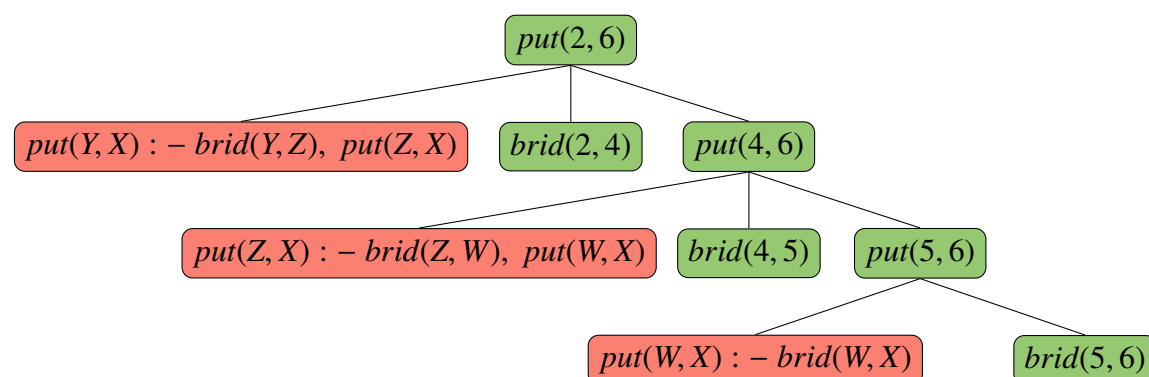 put(2, 6)
put(Y, X) :− brid(Y, Z), put(Z, X)
brid(2, 4)
put(4, 6)
put(Z, X) :− brid(Z, W), put(W, X)
brid(4, 5)
put(5, 6)
put(W, X) :− brid(W, X)
brid(5, 6)